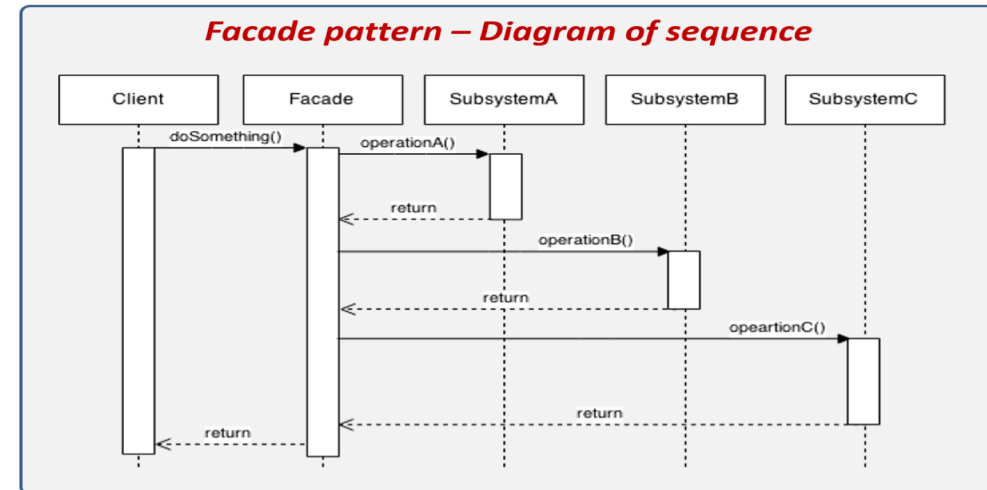 Facade pattern – Diagram of sequence
Client
Facade
SubsystemA
SubsystemB
SubsystemC
doSomething()
operationA()
return
operationB()
return
opeartionC()
return
return